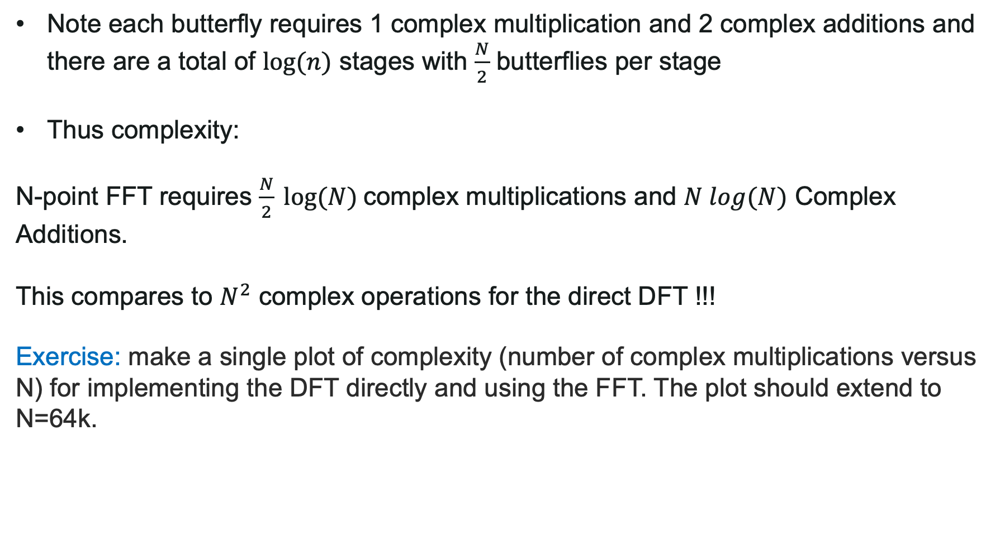 • Note each butterfly requires 1 complex multiplication and 2 complex additions and
there are a total of log(n) stages with N/2 butterflies per stage
• Thus complexity:
N-point FFT requires N/2 log(N) complex multiplications and N log(N) Complex
Additions.
This compares to N² complex operations for the direct DFT !!!
Exercise: make a single plot of complexity (number of complex multiplications versus
N) for implementing the DFT directly and using the FFT. The plot should extend to
N=64k.